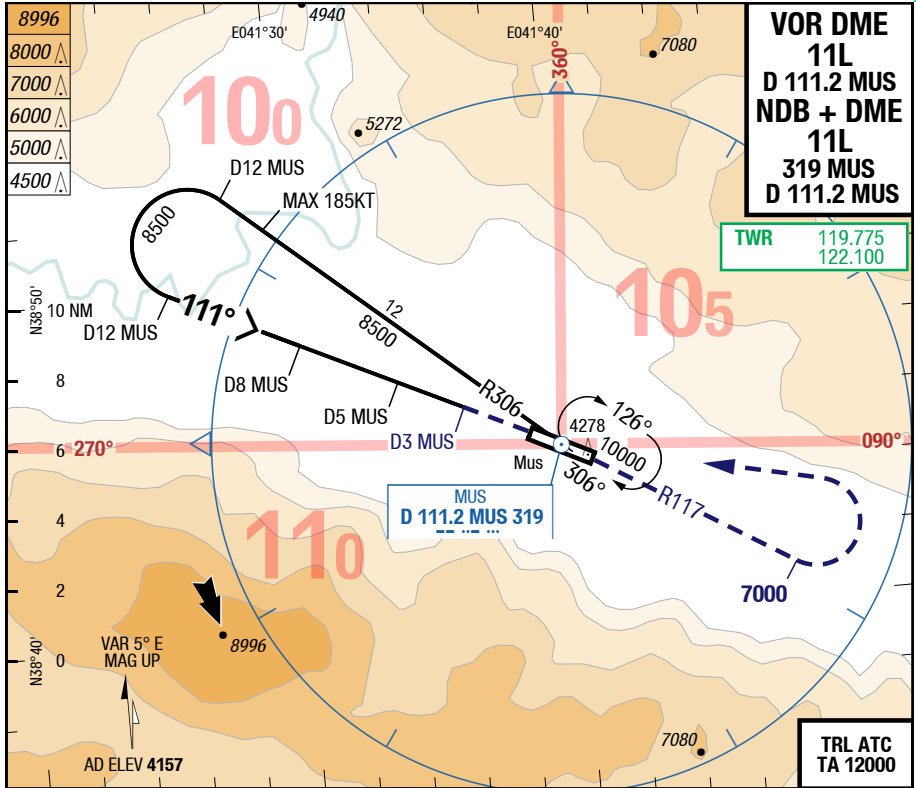 8996
8000
7000
6000
5000
4500
4940
E041°30'
E041°40'
360°
7080
VOR DME
11L
D 111.2 MUS
NDB + DME
11L
319 MUS
D 111.2 MUS
TWR 119.775
122.100
100
5272
D12 MUS
MAX 185KT
8500
105
N38°50'
10 NM
D12 MUS
111°
12
8500
8
D8 MUS
D5 MUS
R306
D3 MUS
126°
4278
10000
306°
Mus
270°
090°
6
MUS
D 111.2 MUS 319
R117
4
110
7000
2
8996
VAR 5° E
MAG UP
N38°40'
0
AD ELEV 4157
7080
TRL ATC
TA 12000